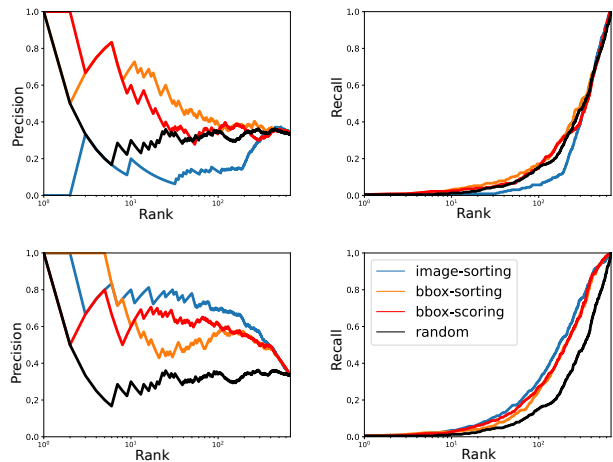 1.0
0.8
0.6
0.4
0.2
0.0
Precision
10⁰ 10¹ 10²
Rank
1.0
0.8
0.6
0.4
0.2
0.0
Recall
10⁰ 10¹ 10²
Rank
1.0
0.8
0.6
0.4
0.2
0.0
Precision
10⁰ 10¹ 10²
Rank
1.0
0.8
0.6
0.4
0.2
0.0
Recall
image-sorting
bbox-sorting
bbox-scoring
random
10⁰ 10¹ 10²
Rank